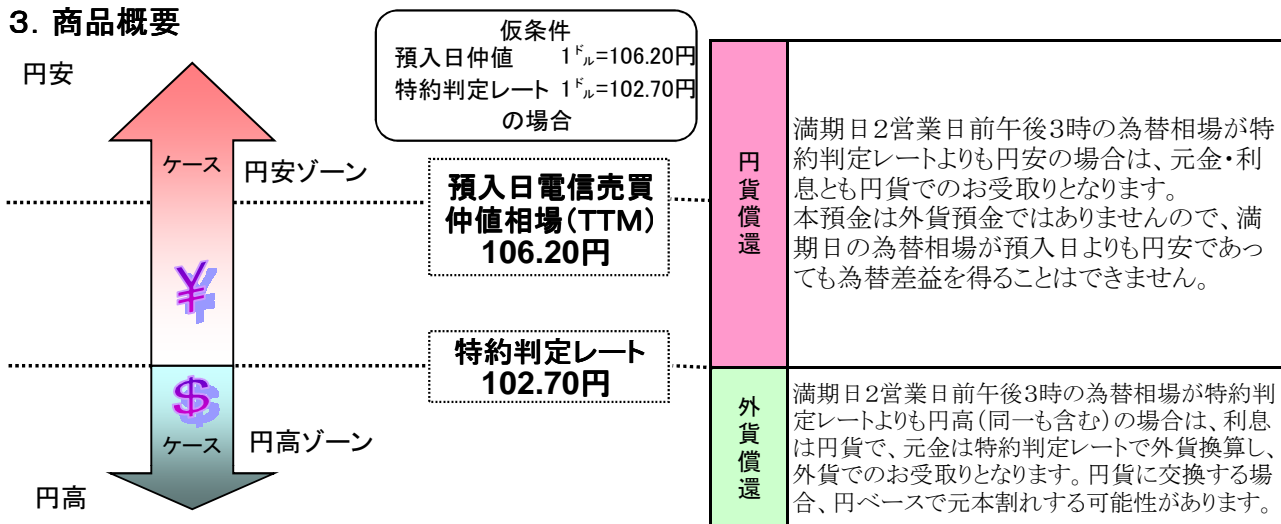 3. 商品概要
仮条件
預入日仲値 1ドル=106.20円
特約判定レート 1ドル=102.70円
の場合
円安
ケース
円安ゾーン
預入日電信売買
仲値相場(TTM)
106.20円
¥
特約判定レート
102.70円
$
ケース
円高ゾーン
円高
円貨償還
満期日2営業日前午後3時の為替相場が特
約判定レートよりも円安の場合は、元金・利
息とも円貨でのお受取りとなります。
本預金は外貨預金ではありませんので、満
期日の為替相場が預入日よりも円安であっ
ても為替差益を得ることはできません。
外貨償還
満期日2営業日前午後3時の為替相場が特約判
定レートよりも円高(同一も含む)の場合は、利息
は円貨で、元金は特約判定レートで外貨換算し、
外貨でのお受取りとなります。円貨に交換する場
合、円ベースで元本割れする可能性があります。